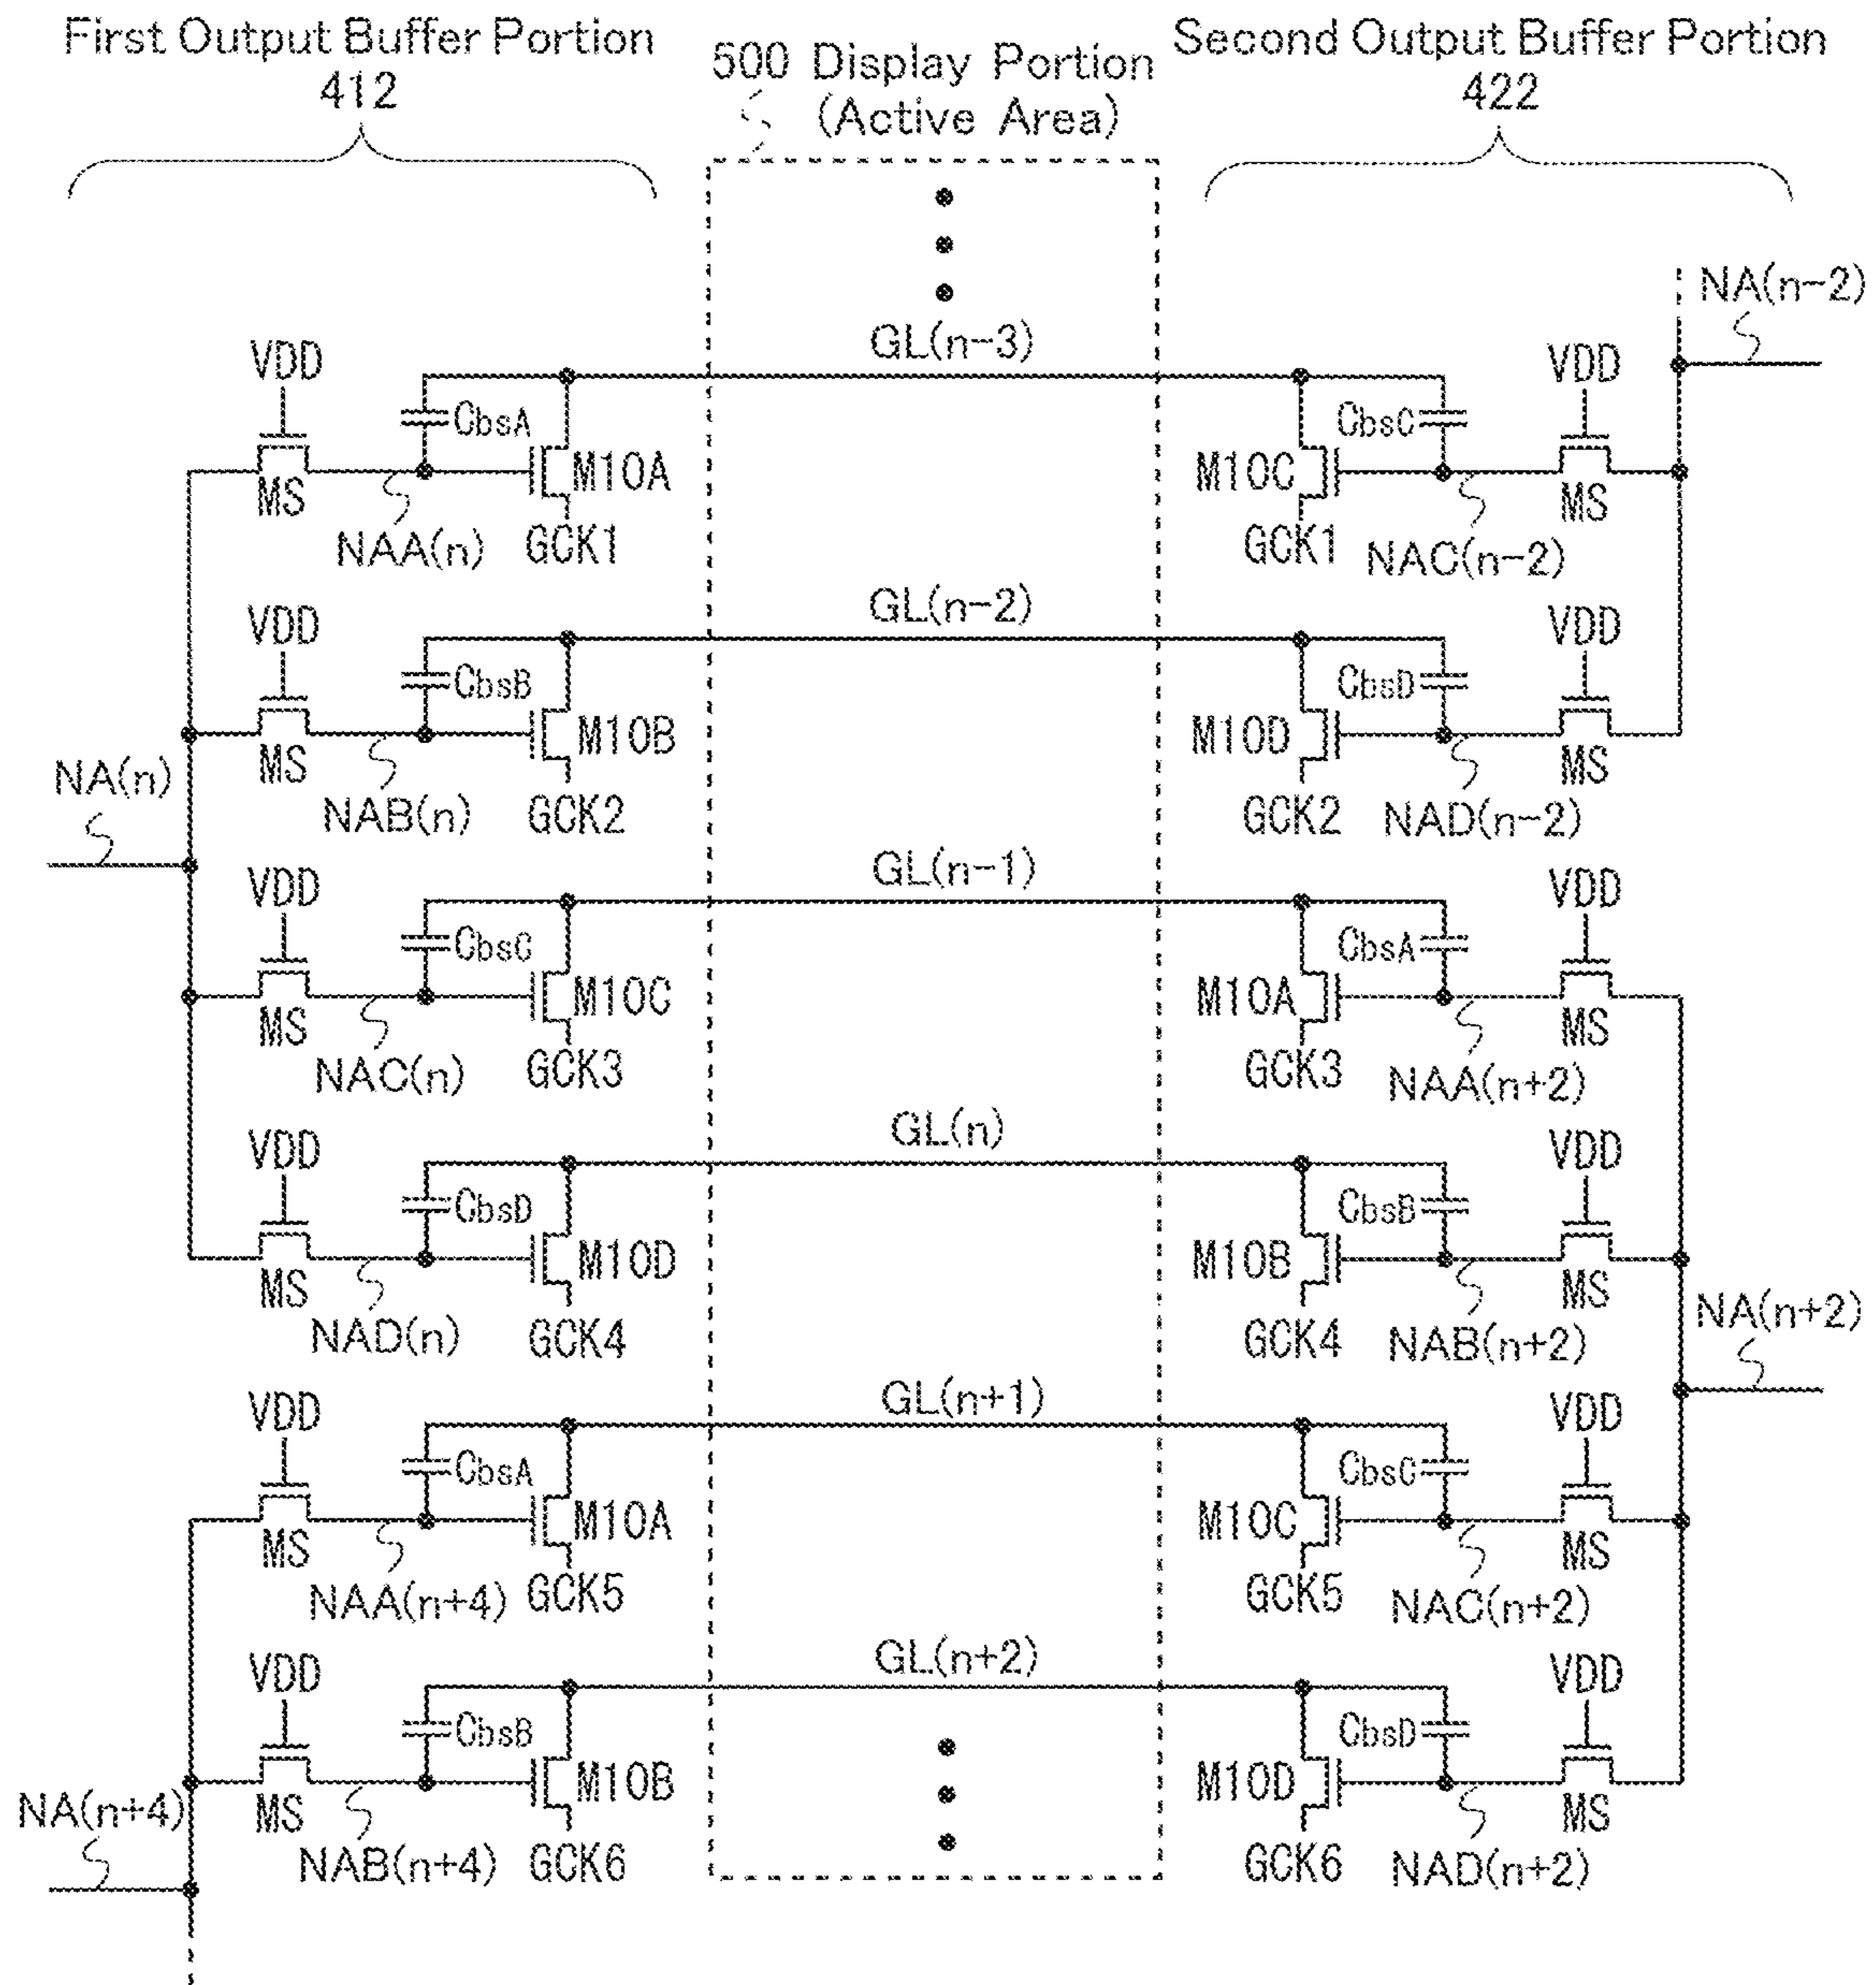 First Output Buffer Portion
412
500 Display Portion
(Active Area)
Second Output Buffer Portion
422
NA(n-2)
GL(n-3)
VDD
CbsA
M10A
MS
NAA(n)
GCK1
VDD
CbsC
M10C
MS
GCK1
NAC(n-2)
GL(n-2)
VDD
CbsB
M10B
MS
NAB(n)
GCK2
VDD
CbsD
M10D
MS
GCK2
NAD(n-2)
NA(n)
GL(n-1)
VDD
CbsC
M10C
MS
NAC(n)
GCK3
VDD
CbsA
M10A
MS
GCK3
NAA(n+2)
GL(n)
VDD
CbsD
M10D
MS
NAD(n)
GCK4
VDD
CbsB
M10B
MS
GCK4
NAB(n+2)
NA(n+2)
GL(n+1)
VDD
CbsA
M10A
MS
NAA(n+4)
GCK5
VDD
CbsC
M10C
MS
GCK5
NAC(n+2)
GL(n+2)
VDD
CbsB
M10B
MS
NAB(n+4)
GCK6
VDD
CbsD
M10D
MS
GCK6
NAD(n+2)
NA(n+4)